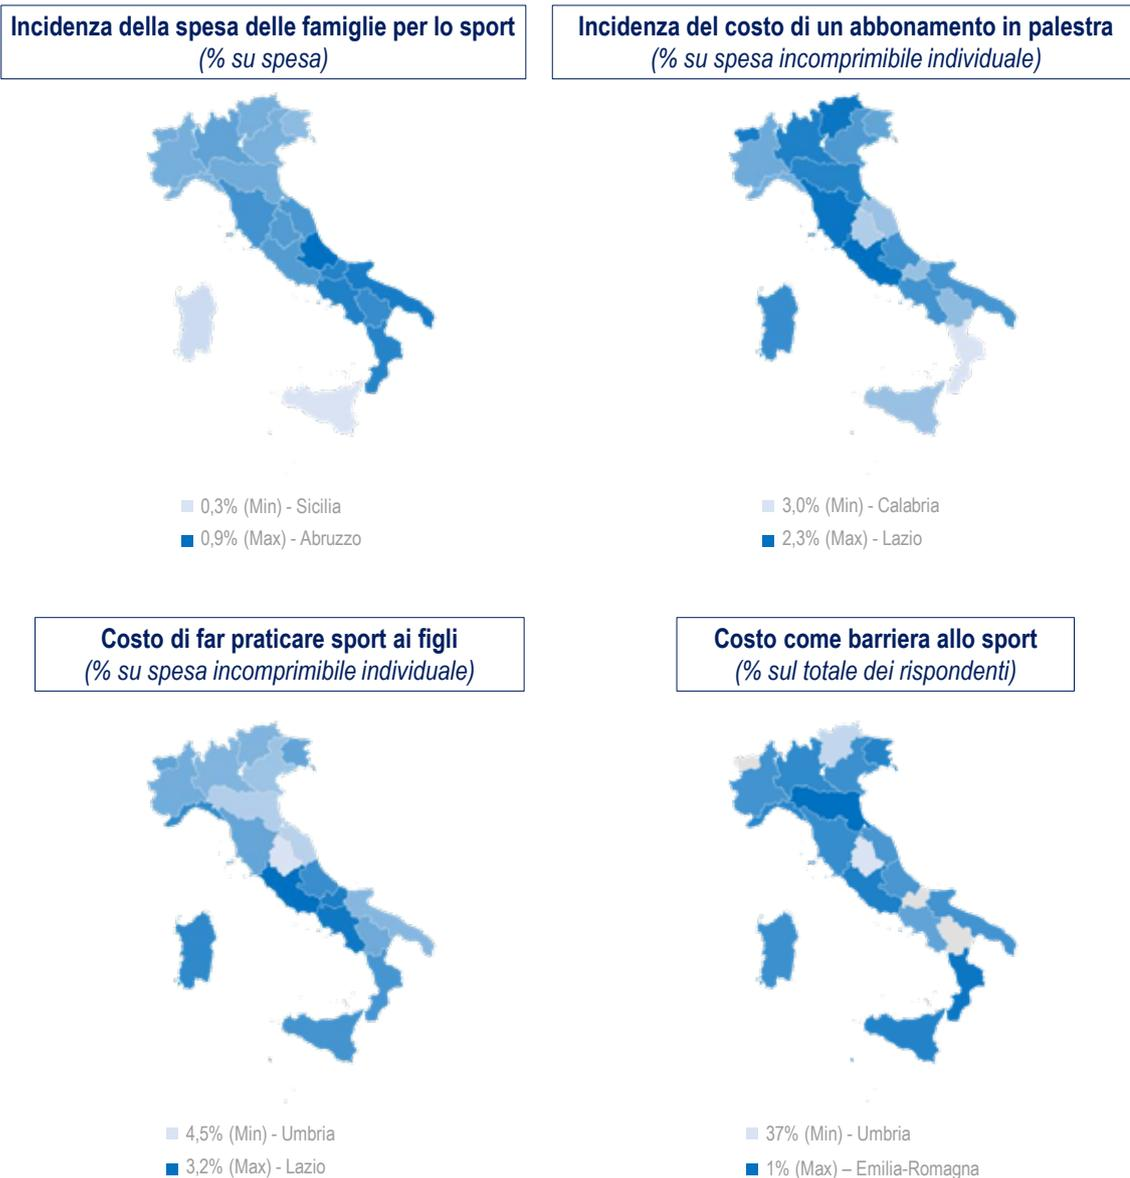 Incidenza della spesa delle famiglie per lo sport
(% su spesa)
Incidenza del costo di un abbonamento in palestra
(% su spesa incomprimibile individuale)
0,3% (Min) - Sicilia
0,9% (Max) - Abruzzo
3,0% (Min) - Calabria
2,3% (Max) - Lazio
Costo di far praticare sport ai figli
(% su spesa incomprimibile individuale)
Costo come barriera allo sport
(% sul totale dei rispondenti)
4,5% (Min) - Umbria
3,2% (Max) - Lazio
37% (Min) - Umbria
1% (Max) – Emilia-Romagna